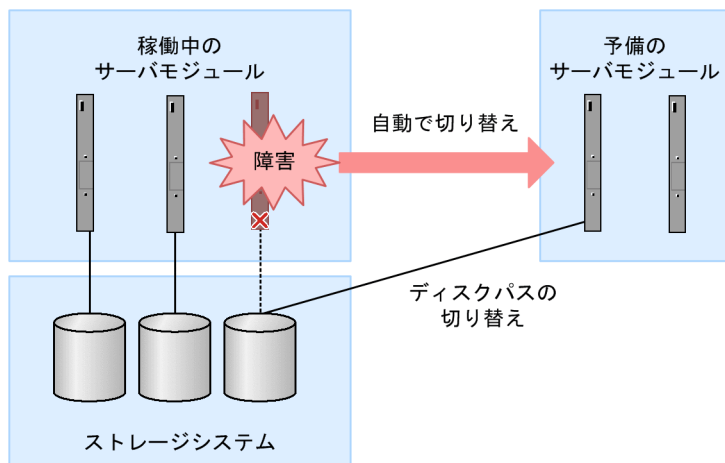 稼働中の
サーバモジュール
予備の
サーバモジュール
障害
自動で切り替え
ディスクパスの
切り替え
ストレージシステム